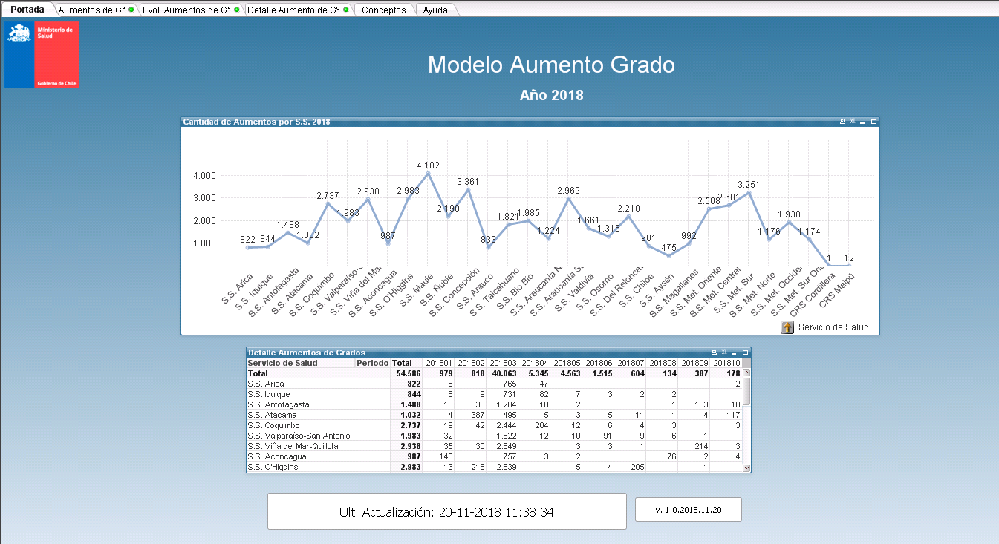 Portada Aumentos de G° Evol. Aumentos de G° Detalle Aumento de G° Conceptos Ayuda
Ministerio de
Salud
Gobierno de Chile
Modelo Aumento Grado
Año 2018
Cantidad de Aumentos por S.S. 2018 XL
4.000
3.000
2.000
1.000
0
822 844 1.488 1.032 2.737 1.983 2.938 987 2.983 4.102 2.190 3.361 833 1.821 1.985 1.224 2.969 1.661 1.315 2.210 901 475 992 2.508 2.681 3.251 1.176 1.930 1.174 1 12
S.S. Arica
S.S. Iquique
S.S. Antofagasta
S.S. Atacama
S.S. Coquimbo
S.S. Valparaíso-S
S.S. Viña del Mar
S.S. Aconcagua
S.S. O'Higgins
S.S. Maule
S.S. Ñuble
S.S. Concepción
S.S. Arauco
S.S. Talcahuano
S.S. Bio Bio
S.S. Araucanía N
S.S. Araucanía S
S.S. Valdivia
S.S. Osorno
S.S. Del Reloncav
S.S. Chiloe
S.S. Aysén
S.S. Magallanes
S.S. Met. Oriente
S.S. Met. Central
S.S. Met. Sur
S.S. Met. Norte
S.S. Met. Occiden
S.S. Met. Sur Orie
CRS Cordillera
CRS Maipú
Servicio de Salud
Detalle Aumentos de Grados XL
Servicio de Salud Periodo Total 201801 201802 201803 201804 201805 201806 201807 201808 201809 201810
Total 54.586 979 818 40.063 5.345 4.563 1.515 604 134 387 178
S.S. Arica 822 8 765 47 2
S.S. Iquique 844 8 9 731 82 7 3 2 2
S.S. Antofagasta 1.488 18 30 1.284 10 2 1 133 10
S.S. Atacama 1.032 4 387 495 5 3 5 11 1 4 117
S.S. Coquimbo 2.737 19 42 2.444 204 12 6 4 3 3
S.S. Valparaíso-San Antonio 1.983 32 1.822 12 10 91 9 6 1
S.S. Viña del Mar-Quillota 2.938 35 30 2.649 3 3 1 214 3
S.S. Aconcagua 987 143 757 3 2 76 2 4
S.S. O'Higgins 2.983 13 216 2.539 5 4 205 1
Ult. Actualización: 20-11-2018 11:38:34
v. 1.0.2018.11.20